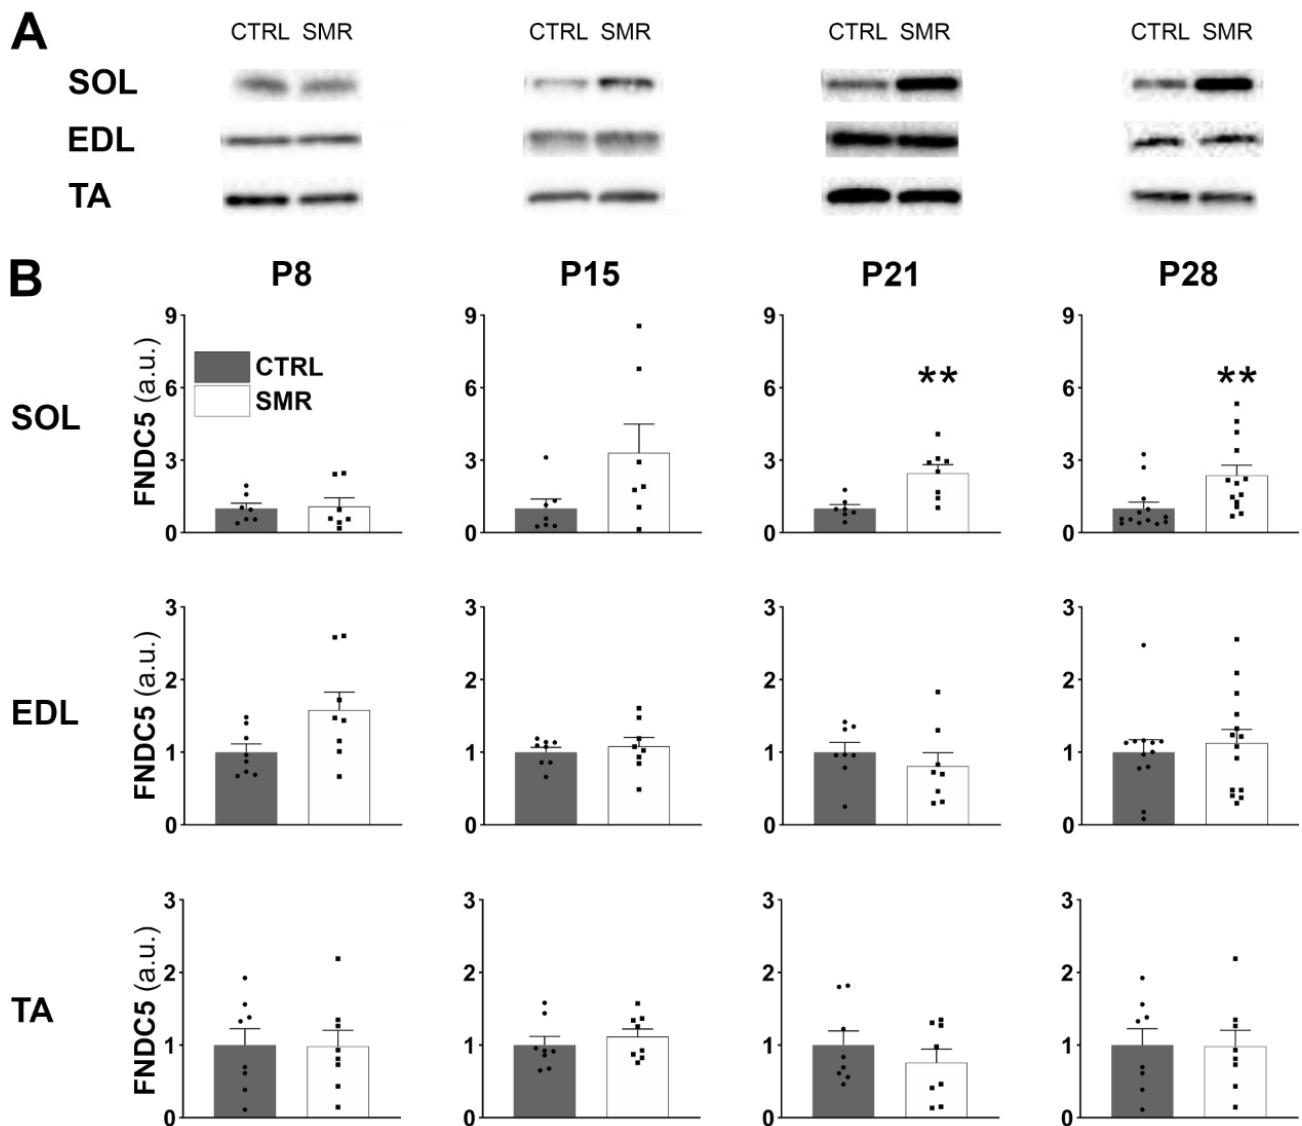 A
CTRL SMR CTRL SMR CTRL SMR CTRL SMR
SOL
EDL
TA
B
P8 P15 P21 P28
SOL
FNDC5 (a.u.)
9 6 3 0
CTRL
SMR
9 6 3 0
9 6 3 0
**
9 6 3 0
**
EDL
FNDC5 (a.u.)
3 2 1 0
3 2 1 0
3 2 1 0
3 2 1 0
TA
FNDC5 (a.u.)
3 2 1 0
3 2 1 0
3 2 1 0
3 2 1 0